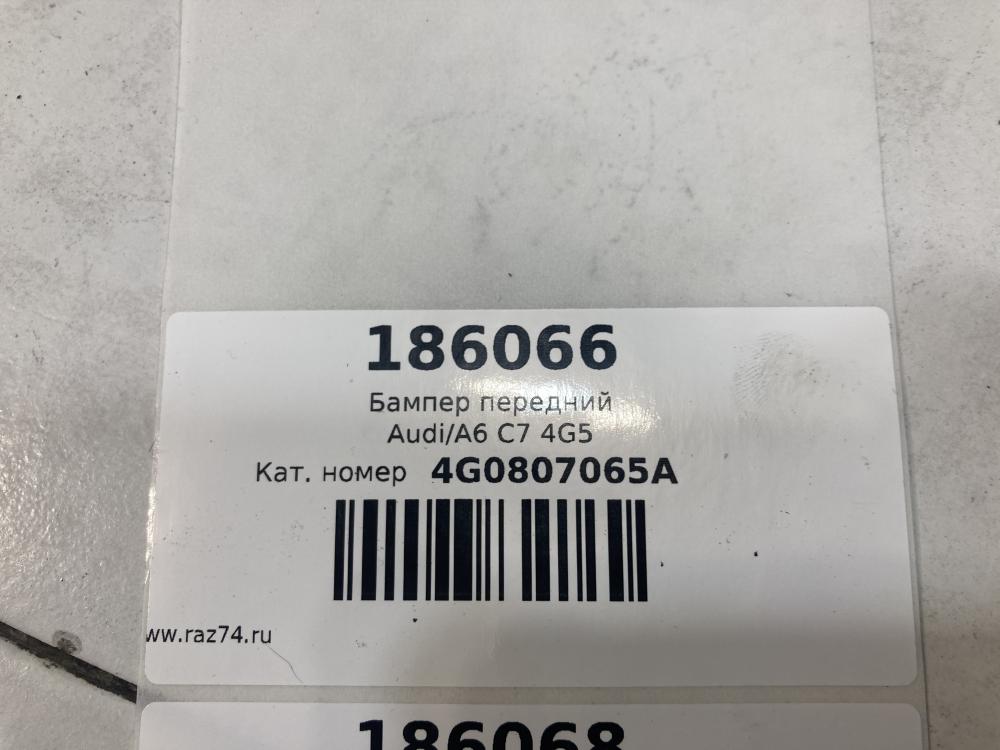 186066
Бампер передний
Audi/A6 C7 4G5
Кат. номер 4G0807065A
ww.raz74.ru
186068